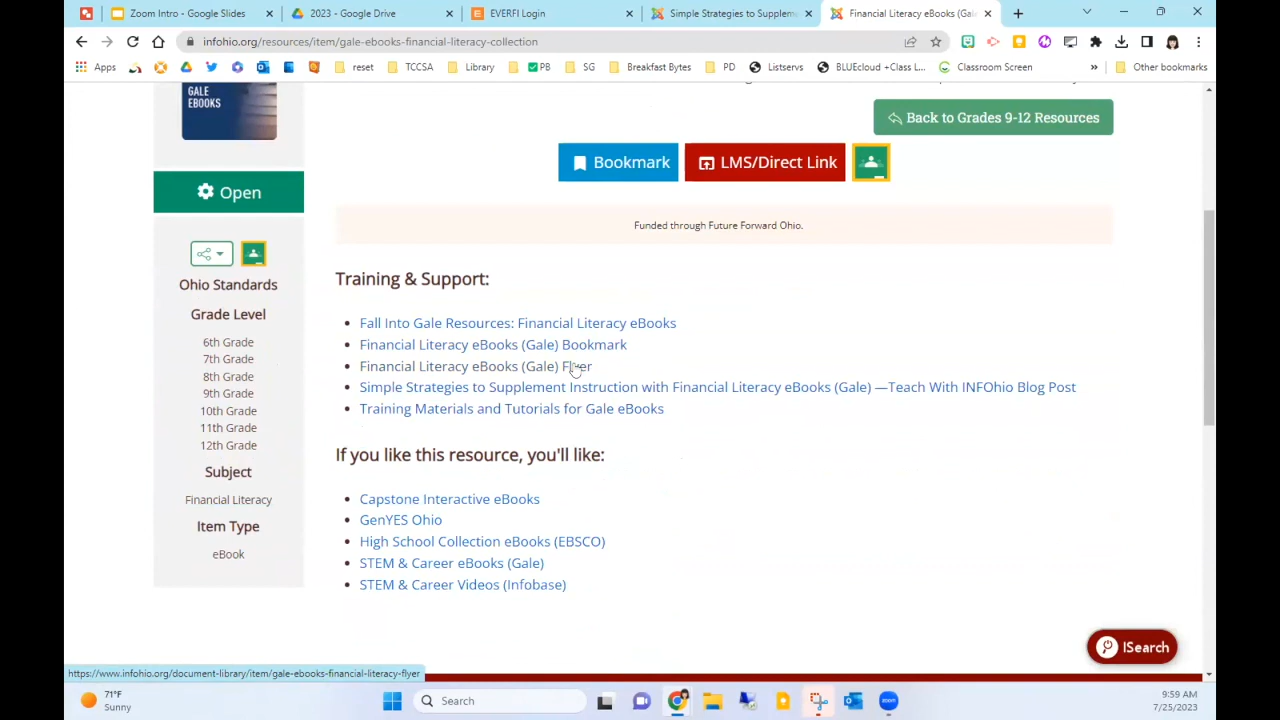 Zoom Intro - Google Slides
2023 - Google Drive
EVERFI Login
Simple Strategies to Supplem
Financial Literacy eBooks (Gal
infohio.org/resources/item/gale-ebooks-financial-literacy-collection
Apps
reset
TCCSA
Library
PB
SG
Breakfast Bytes
PD
Listservs
BLUEcloud +Class L...
Classroom Screen
Other bookmarks
GALE
EBOOKS
Back to Grades 9-12 Resources
Bookmark
LMS/Direct Link
Open
Funded through Future Forward Ohio.
Ohio Standards
Grade Level
6th Grade
7th Grade
8th Grade
9th Grade
10th Grade
11th Grade
12th Grade
Subject
Financial Literacy
Item Type
eBook
Training & Support:
Fall Into Gale Resources: Financial Literacy eBooks
Financial Literacy eBooks (Gale) Bookmark
Financial Literacy eBooks (Gale) Flyer
Simple Strategies to Supplement Instruction with Financial Literacy eBooks (Gale) —Teach With INFOhio Blog Post
Training Materials and Tutorials for Gale eBooks
If you like this resource, you'll like:
Capstone Interactive eBooks
GenYES Ohio
High School Collection eBooks (EBSCO)
STEM & Career eBooks (Gale)
STEM & Career Videos (Infobase)
ISearch
https://www.infohio.org/document-library/item/gale-ebooks-financial-literacy-flyer
71°F
Sunny
Search
zoom
9:59 AM
7/25/2023